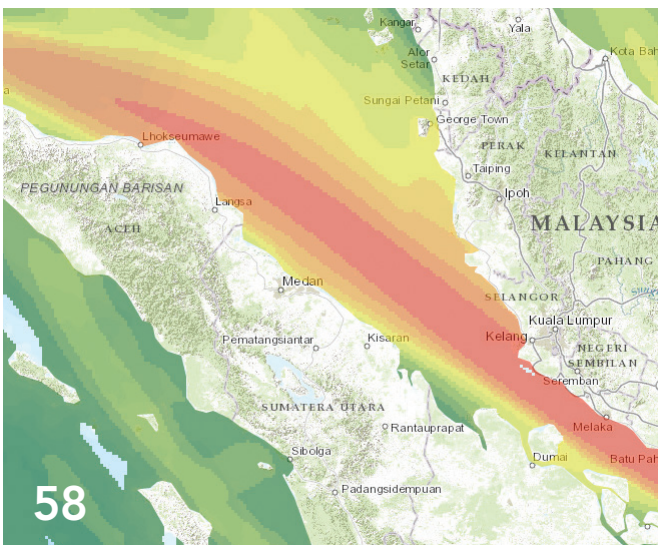 Kangar
Yala
Alor
Setar
Kota Bah
KEDAH
Sungai Petani
George Town
PERAK
KELANTAN
Lhokseumawe
Taiping
PEGUNUNGAN BARISAN
Ipoh
Langsa
MALAYSIA
ACEH
PAHANG
Medan
SELANGOR
Kuala Lumpur
Pematangsiantar
Kisaran
Kelang
NEGERI
SEMBILAN
Seremban
SUMATERA UTARA
Rantauprapat
Melaka
Sibolga
Dumai
Batu Pah
Padangsidempuan
58